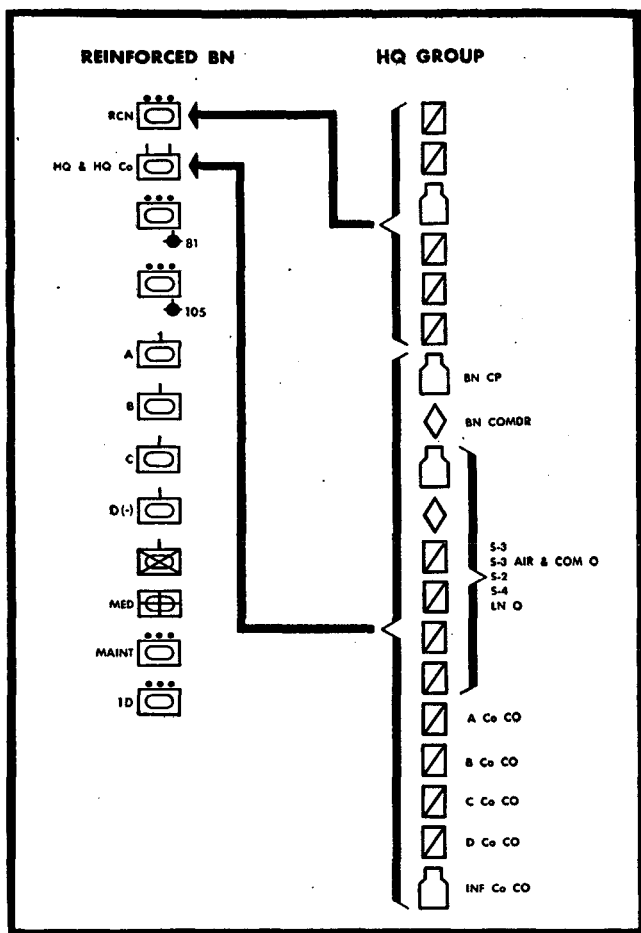 REINFORCED BN
HQ GROUP
RCN
HQ & HQ Co
81
105
A
B
C
D (-)
MED
MAINT
1D
BN CP
BN COMDR
S-3
S-3 AIR & COM O
S-2
S-4
LN O
A Co CO
B Co CO
C Co CO
D Co CO
INF Co CO